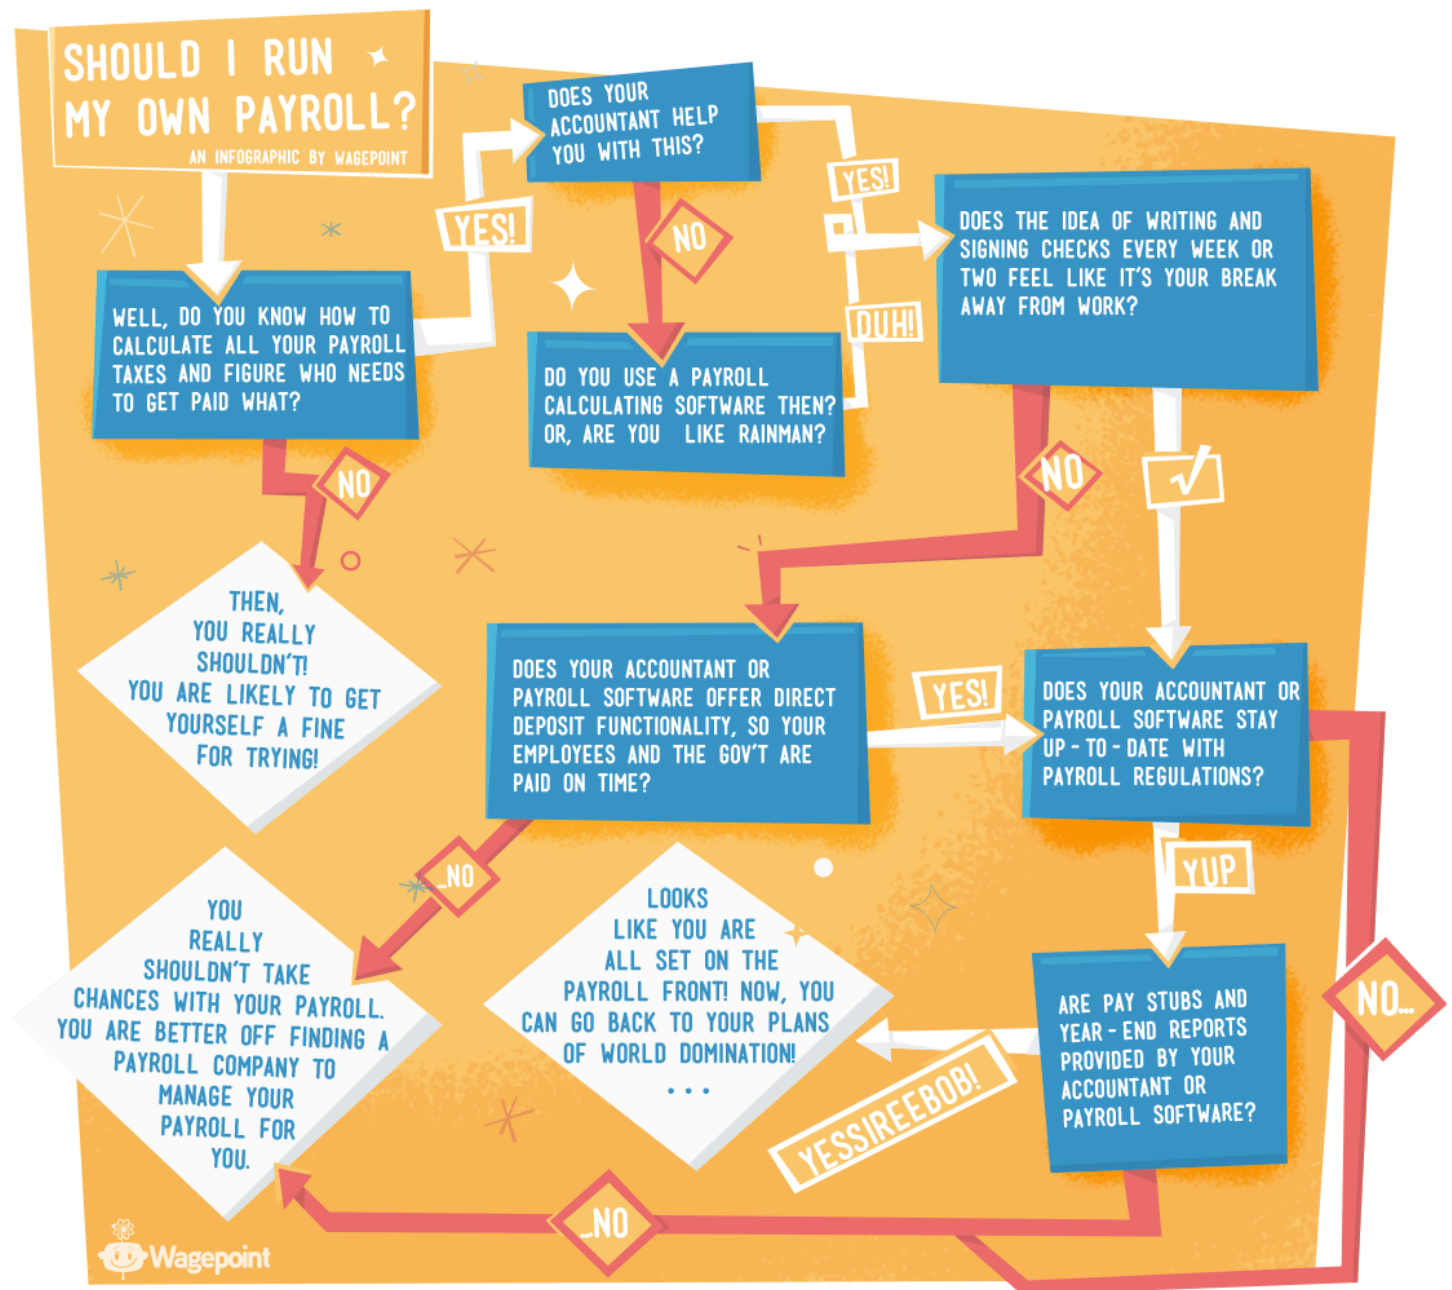 SHOULD I RUN
MY OWN PAYROLL?
AN INFOGRAPHIC BY WAGEPOINT
WELL, DO YOU KNOW HOW TO
CALCULATE ALL YOUR PAYROLL
TAXES AND FIGURE WHO NEEDS
TO GET PAID WHAT?
YES!
NO
DOES YOUR
ACCOUNTANT HELP
YOU WITH THIS?
YES!
NO
DO YOU USE A PAYROLL
CALCULATING SOFTWARE THEN?
OR, ARE YOU LIKE RAINMAN?
DUH!
DOES THE IDEA OF WRITING AND
SIGNING CHECKS EVERY WEEK OR
TWO FEEL LIKE IT'S YOUR BREAK
AWAY FROM WORK?
NO
THEN,
YOU REALLY
SHOULDN'T!
YOU ARE LIKELY TO GET
YOURSELF A FINE
FOR TRYING!
DOES YOUR ACCOUNTANT OR
PAYROLL SOFTWARE OFFER DIRECT
DEPOSIT FUNCTIONALITY, SO YOUR
EMPLOYEES AND THE GOV'T ARE
PAID ON TIME?
YES!
..NO
DOES YOUR ACCOUNTANT OR
PAYROLL SOFTWARE STAY
UP-TO-DATE WITH
PAYROLL REGULATIONS?
YUP
NO...
YOU
REALLY
SHOULDN'T TAKE
CHANCES WITH YOUR PAYROLL.
YOU ARE BETTER OFF FINDING A
PAYROLL COMPANY TO
MANAGE YOUR
PAYROLL FOR
YOU.
LOOKS
LIKE YOU ARE
ALL SET ON THE
PAYROLL FRONT! NOW, YOU
CAN GO BACK TO YOUR PLANS
OF WORLD DOMINATION!
...
ARE PAY STUBS AND
YEAR-END REPORTS
PROVIDED BY YOUR
ACCOUNTANT OR
PAYROLL SOFTWARE?
YESSIREEBOB!
...NO
Wagepoint